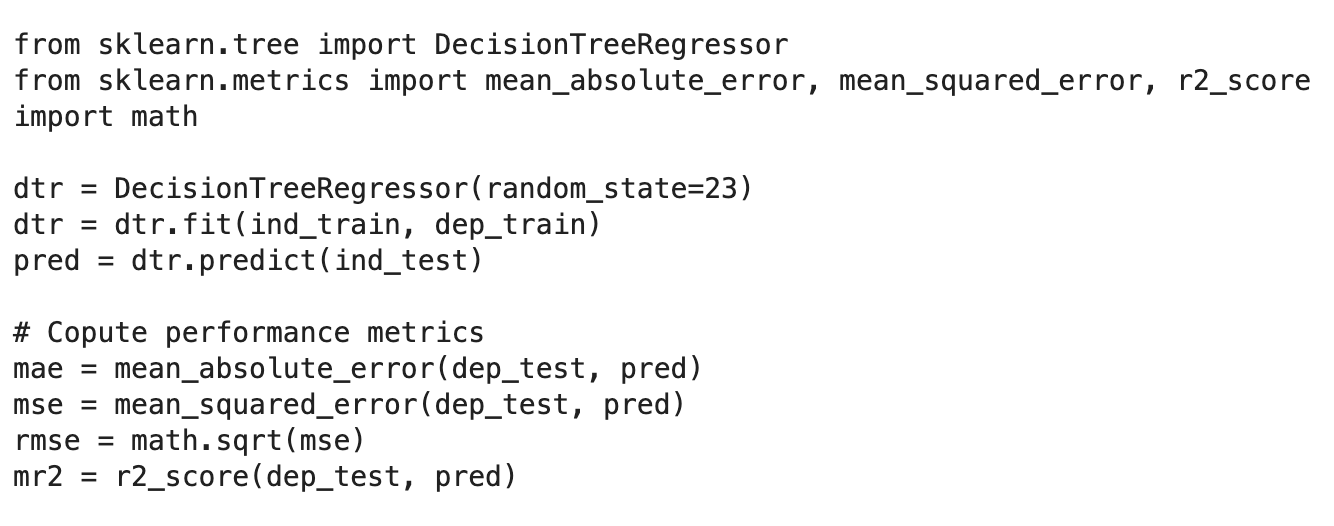 from sklearn.tree import DecisionTreeRegressor
from sklearn.metrics import mean_absolute_error, mean_squared_error, r2_score
import math

dtr = DecisionTreeRegressor(random_state=23)
dtr = dtr.fit(ind_train, dep_train)
pred = dtr.predict(ind_test)

# Copute performance metrics
mae = mean_absolute_error(dep_test, pred)
mse = mean_squared_error(dep_test, pred)
rmse = math.sqrt(mse)
mr2 = r2_score(dep_test, pred)